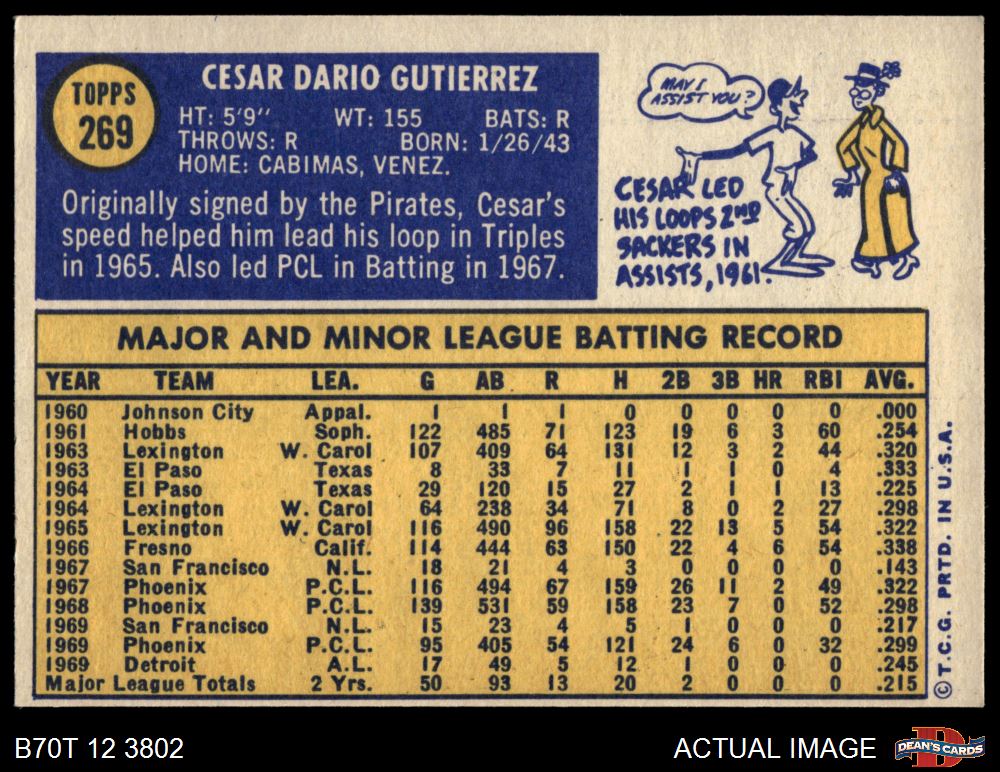 TOPPS
269
CESAR DARIO GUTIERREZ
HT: 5'9" WT: 155 BATS: R
THROWS: R BORN: 1/26/43
HOME: CABIMAS, VENEZ.
Originally signed by the Pirates, Cesar's
speed helped him lead his loop in Triples
in 1965. Also led PCL in Batting in 1967.
MAY I
ASSIST YOU?
CESAR LED
HIS LOOPS 2ND
SACKERS IN
ASSISTS, 1961.
MAJOR AND MINOR LEAGUE BATTING RECORD
YEAR TEAM LEA. G AB R H 2B 3B HR RBI AVG.
1960 Johnson City Appal. 1 1 1 0 0 0 0 0 .000
1961 Hobbs Soph. 122 485 71 123 19 6 3 60 .254
1963 Lexington W. Carol 107 409 64 131 12 3 2 44 .320
1963 El Paso Texas 8 33 7 11 1 1 0 4 .333
1964 El Paso Texas 29 120 15 27 2 1 1 13 .225
1964 Lexington W. Carol 64 238 34 71 8 0 2 27 .298
1965 Lexington W. Carol 116 490 96 158 22 13 5 54 .322
1966 Fresno Calif. 114 444 63 150 22 4 6 54 .338
1967 San Francisco N.L. 18 21 4 3 0 0 0 0 .143
1967 Phoenix P.C.L. 116 494 67 159 26 11 2 49 .322
1968 Phoenix P.C.L. 139 531 59 158 23 7 0 52 .298
1969 San Francisco N.L. 15 23 4 5 1 0 0 0 .217
1969 Phoenix P.C.L. 95 405 54 121 24 6 0 32 .299
1969 Detroit A.L. 17 49 5 12 1 0 0 0 .245
Major League Totals 2 Yrs. 50 93 13 20 2 0 0 0 .215
© T.C.G. PRTD. IN U.S.A.
B70T 12 3802
ACTUAL IMAGE
D
DEAN'S CARDS